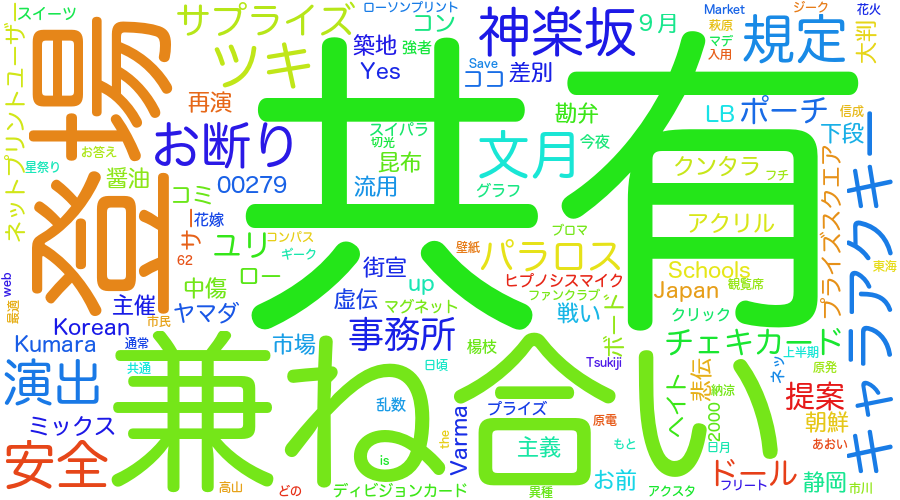 スイーツ
サプライズ
ローソンプリント
コン
Market
ジーク
花火
ツキ
築地
強者
Save
神楽坂
9月
萩原
マデ
入用
規定
大判
Yes
ココ
差別
ネットプリントユーザー
登場
再演
共有
勘弁
LB
ポーチ
信成
お答え
お断り
スイパラ
切光
今夜
下段
星祭り
醤油
00279
昆布
文月
クンタラ
フチ
コミ
流用
グラフ
花嫁
アクリル
キャラアクキー
プライズスクエア
サー
62
ユリ
コンパス
ギーク
プロマ
壁紙
パラロス
東海
web
最適
中傷
ロー
街宣
up
ヒプノシスマイク
Schools
観覧席
Japan
ファンクラブ
主催
ヤマダ
虚伝
マグネット
戦い
ボード
クリック
市民
Korean
通常
Kumara
市場
事務所
チェキカード
上半期
共通
日頃
楊枝
Tsukiji
原発
演出
兼ね合い
ヘイト
悲伝
納涼
ネッ
提案
ミックス
乱数
Varma
プライズ
原電
2000
朝鮮
安全
the
主義
もと
日月
あおい
is
ドール
高山
どの
ディビジョンカード
異種
お前
アクスタ
フリート
静岡
市川